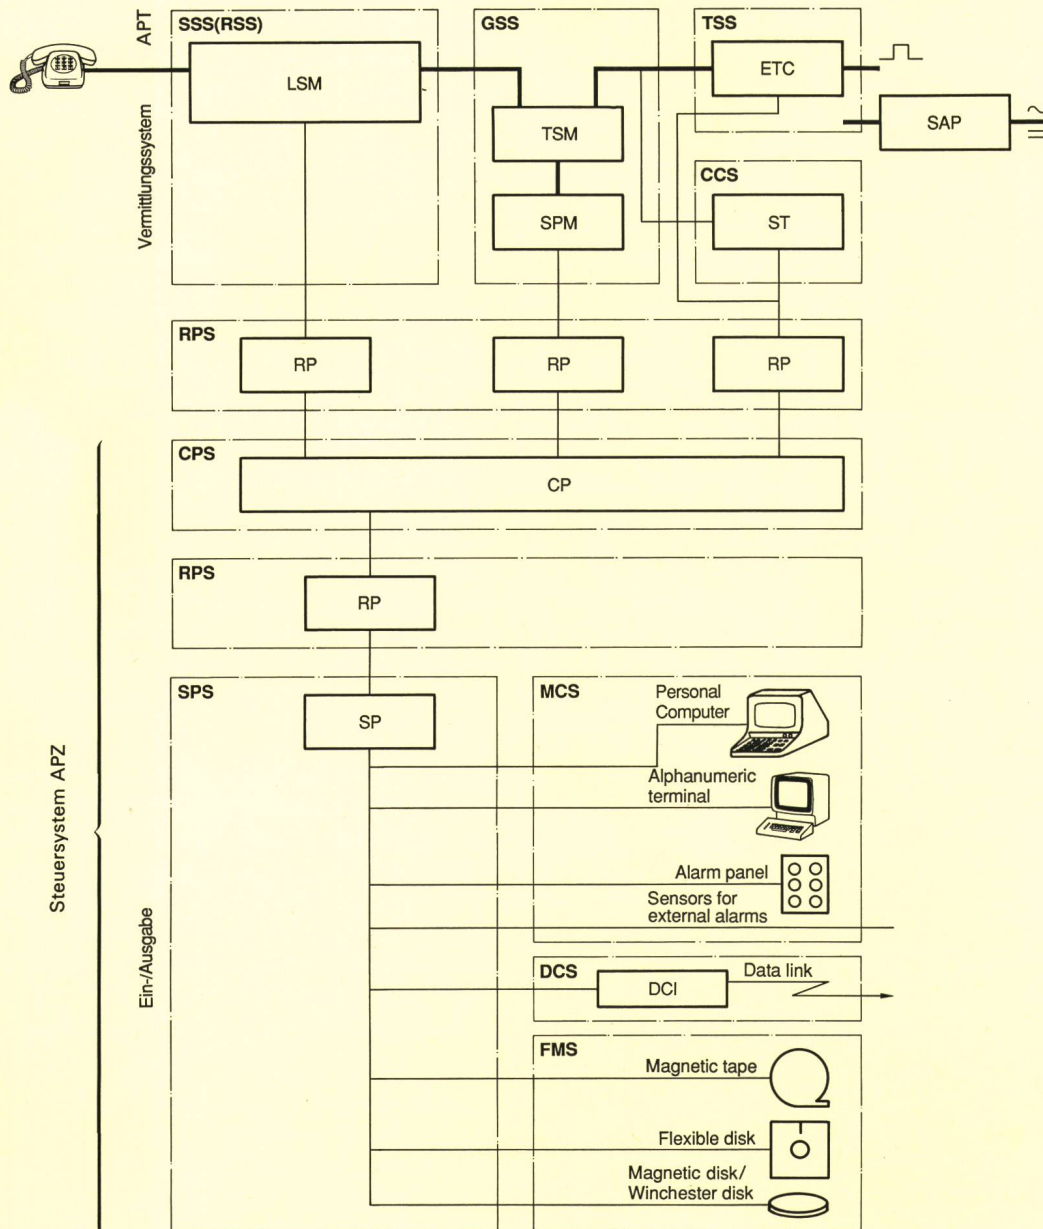 APT
Vermittlungssystem
SSS(RSS)
LSM
GSS
TSM
SPM
TSS
ETC
SAP
CCS
ST
RPS
RP
RP
RP
CPS
CP
RPS
RP
Steuersystem APZ
Ein-/Ausgabe
SPS
SP
MCS
Personal
Computer
Alphanumeric
terminal
Alarm panel
Sensors for
external alarms
DCS
DCI
Data link
FMS
Magnetic tape
Flexible disk
Magnetic disk/
Winchester disk